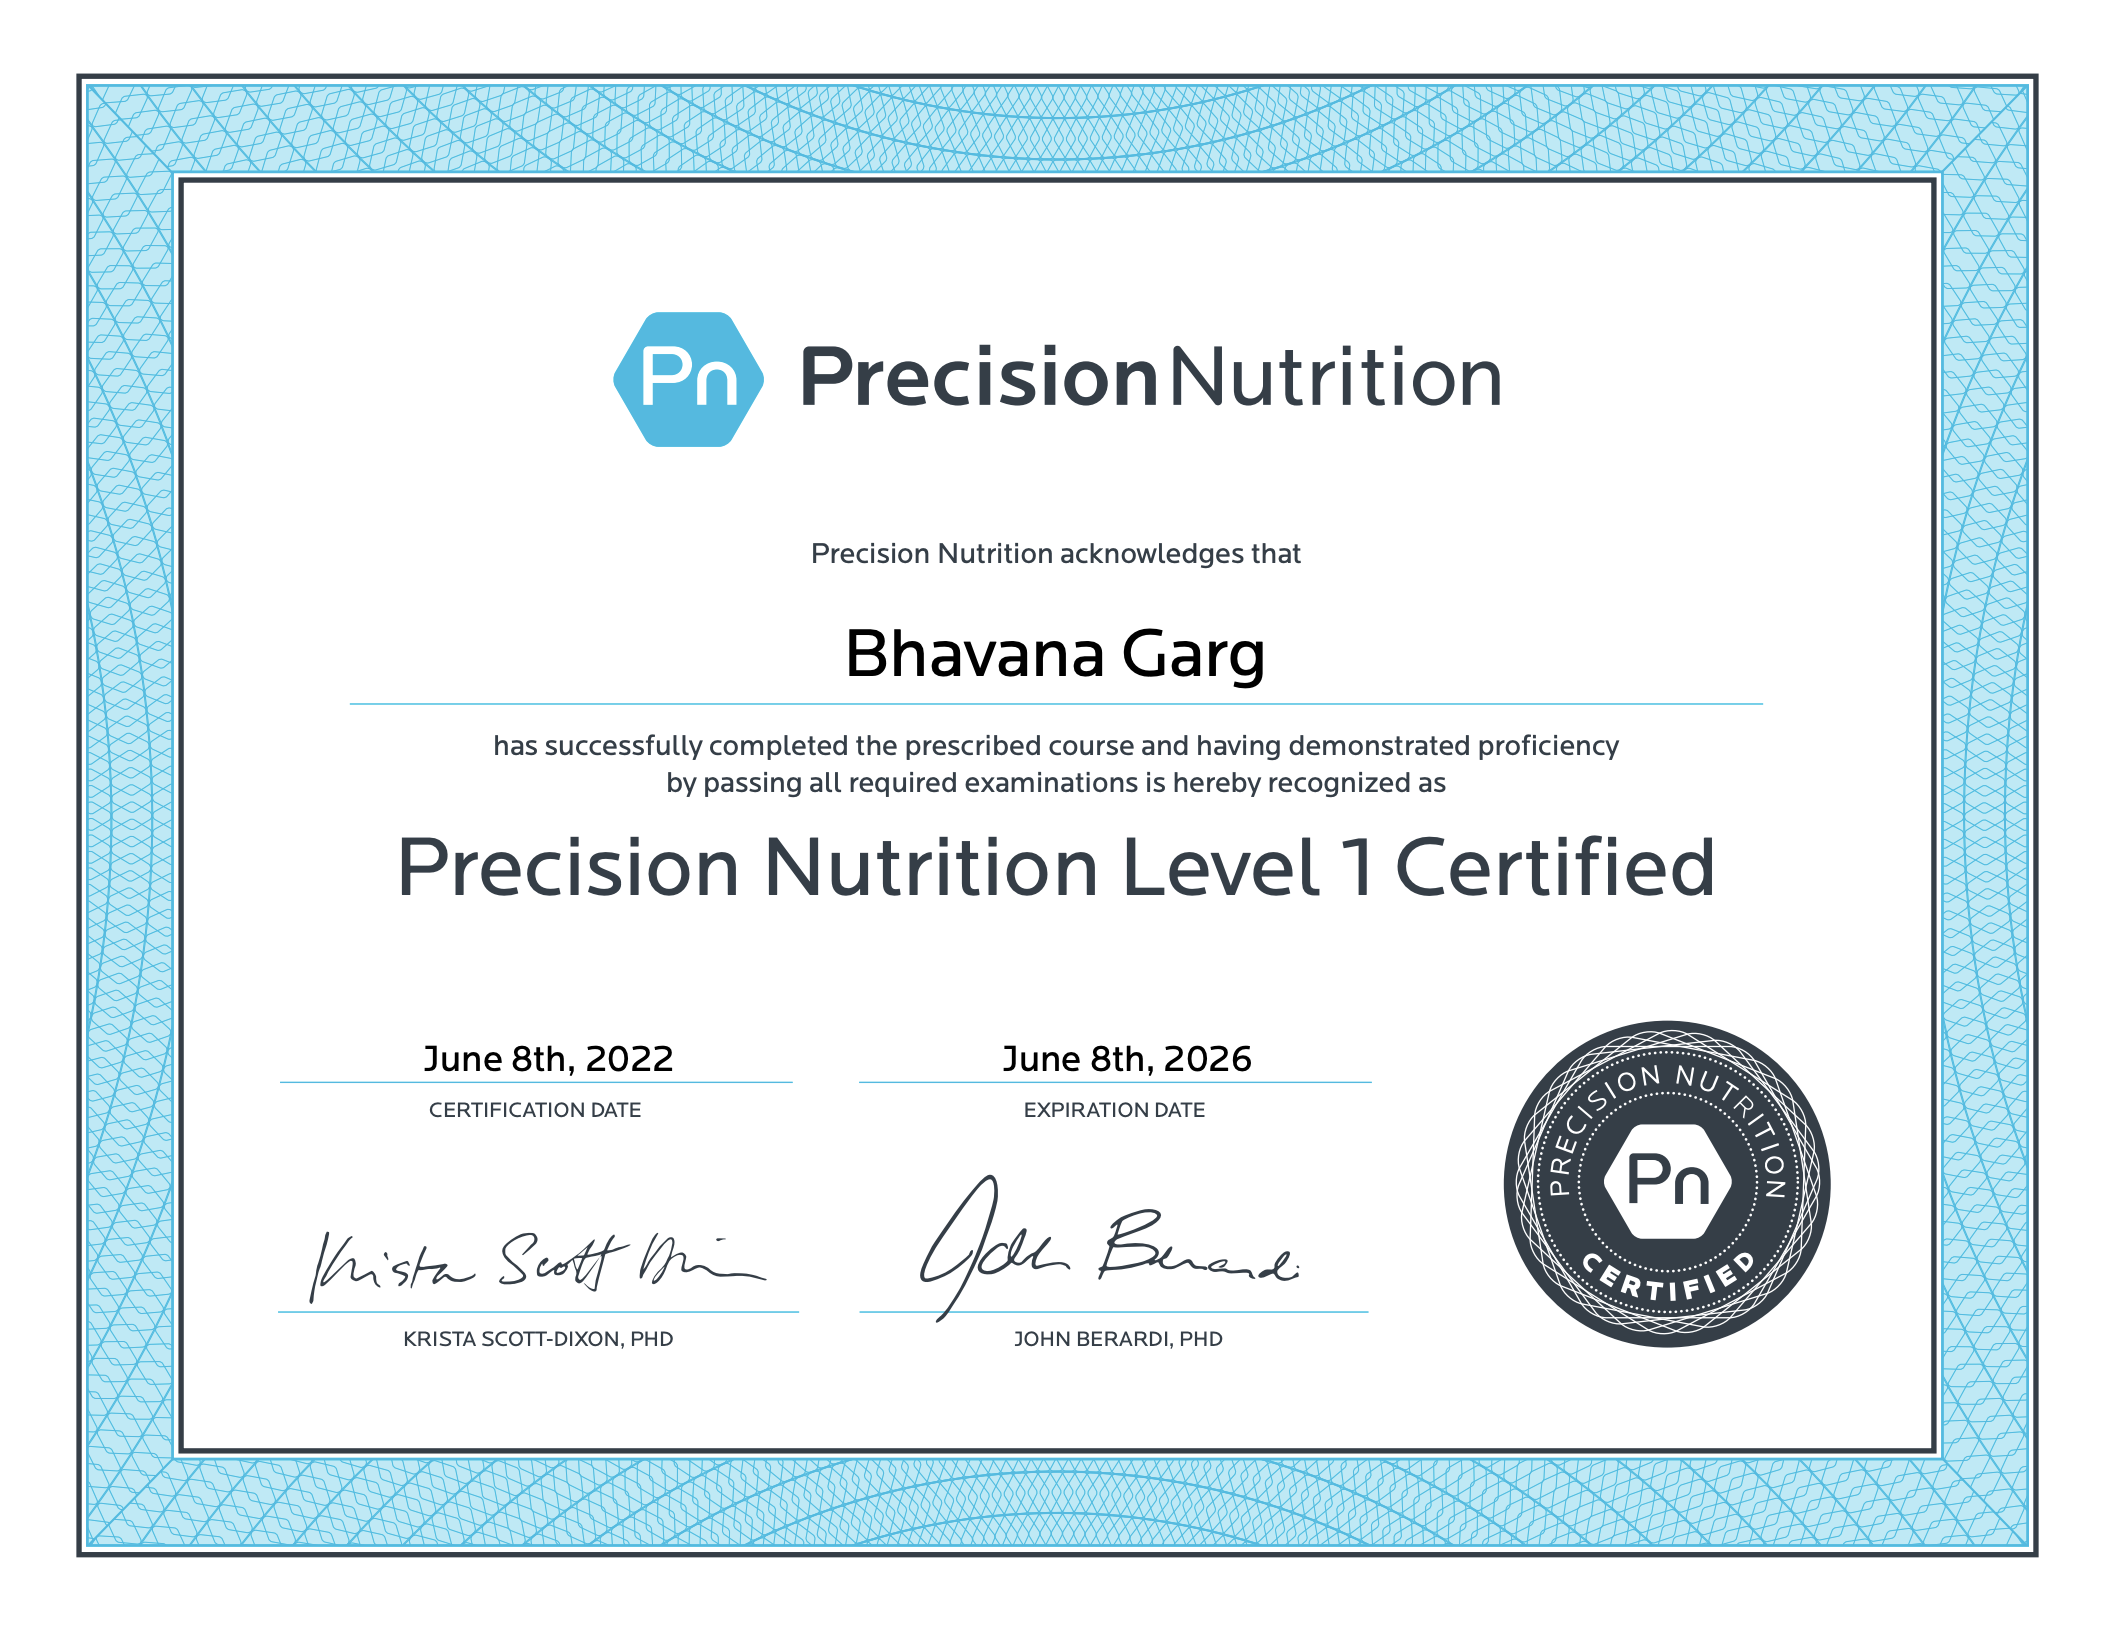 Pn PrecisionNutrition
Precision Nutrition acknowledges that
Bhavana Garg
has successfully completed the prescribed course and having demonstrated proficiency
by passing all required examinations is hereby recognized as
Precision Nutrition Level 1 Certified
June 8th, 2022
CERTIFICATION DATE
June 8th, 2026
EXPIRATION DATE
Krista Scott Dixon
KRISTA SCOTT-DIXON, PHD
John Berardi
JOHN BERARDI, PHD
PRECISION NUTRITION
Pn
CERTIFIED